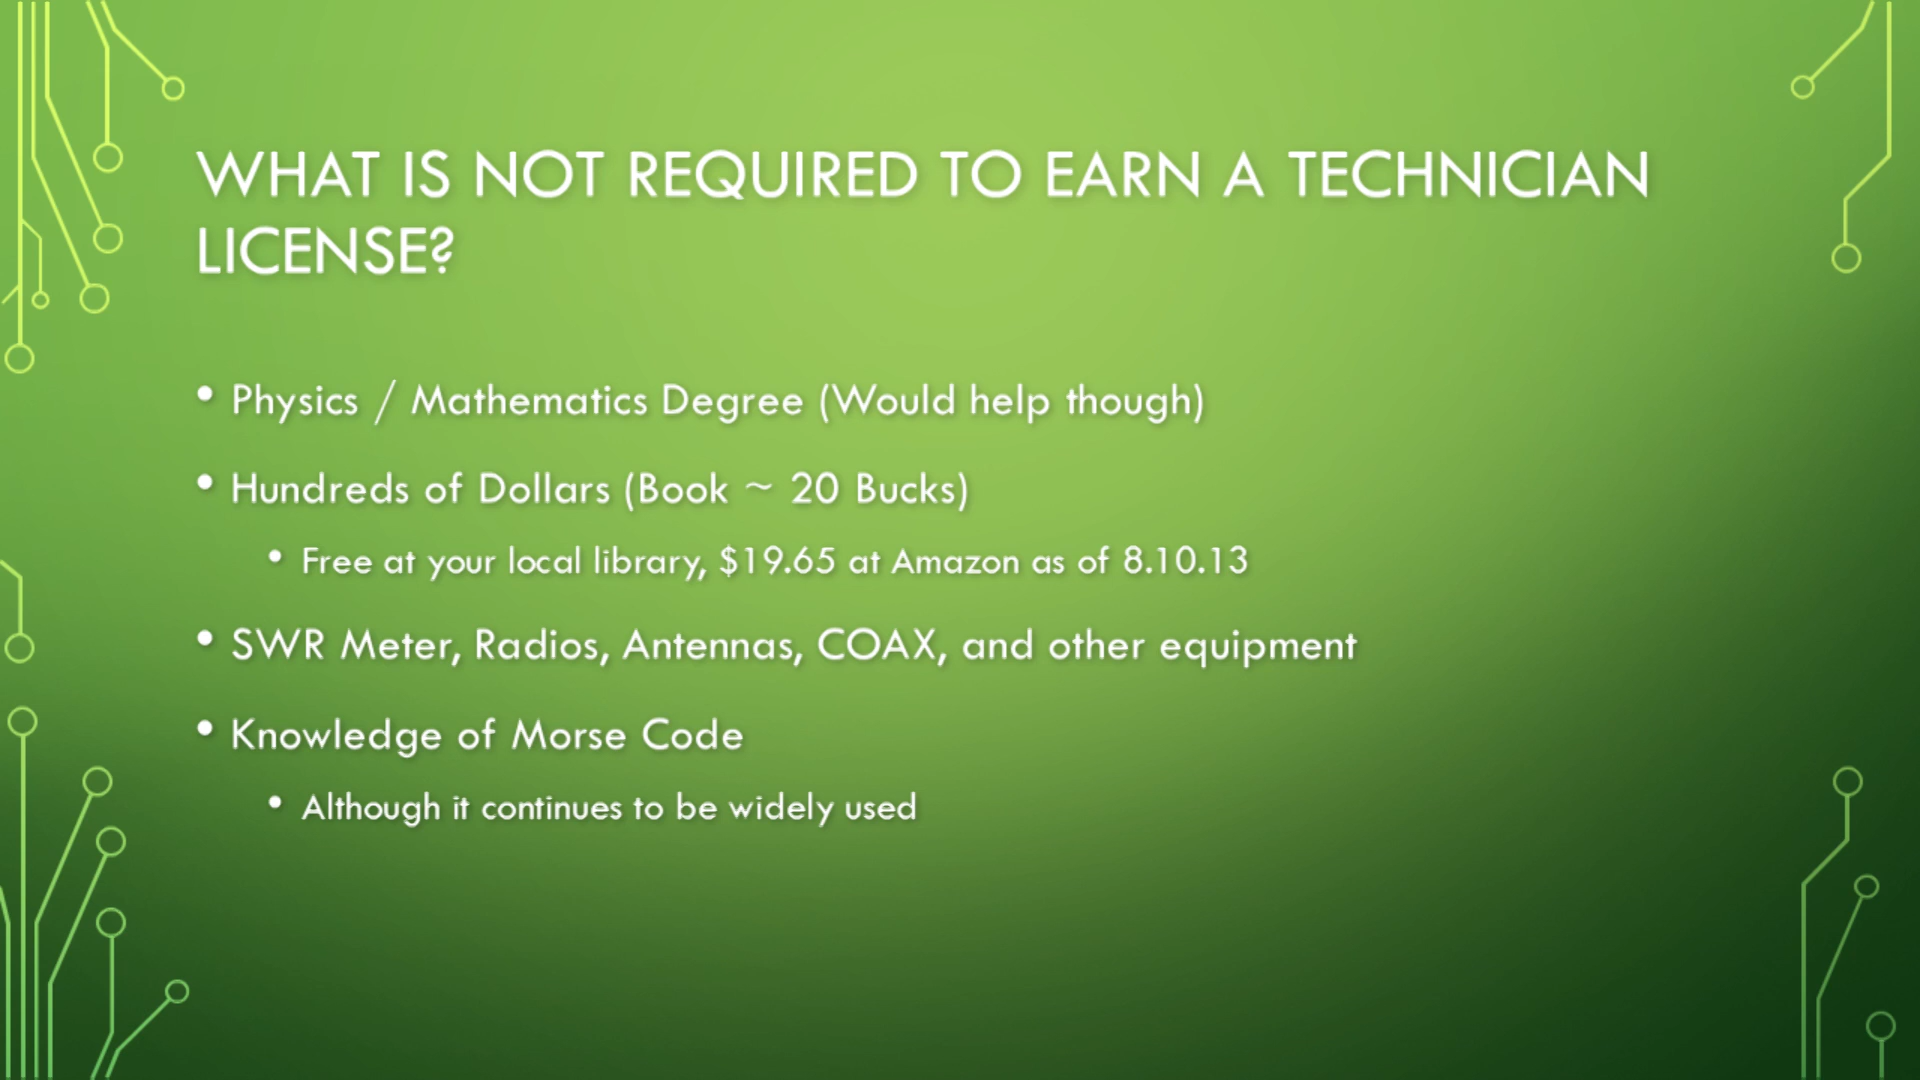 WHAT IS NOT REQUIRED TO EARN A TECHNICIAN
LICENSE?
• Physics / Mathematics Degree (Would help though)
• Hundreds of Dollars (Book ~ 20 Bucks)
• Free at your local library, $19.65 at Amazon as of 8.10.13
• SWR Meter, Radios, Antennas, COAX, and other equipment
• Knowledge of Morse Code
• Although it continues to be widely used